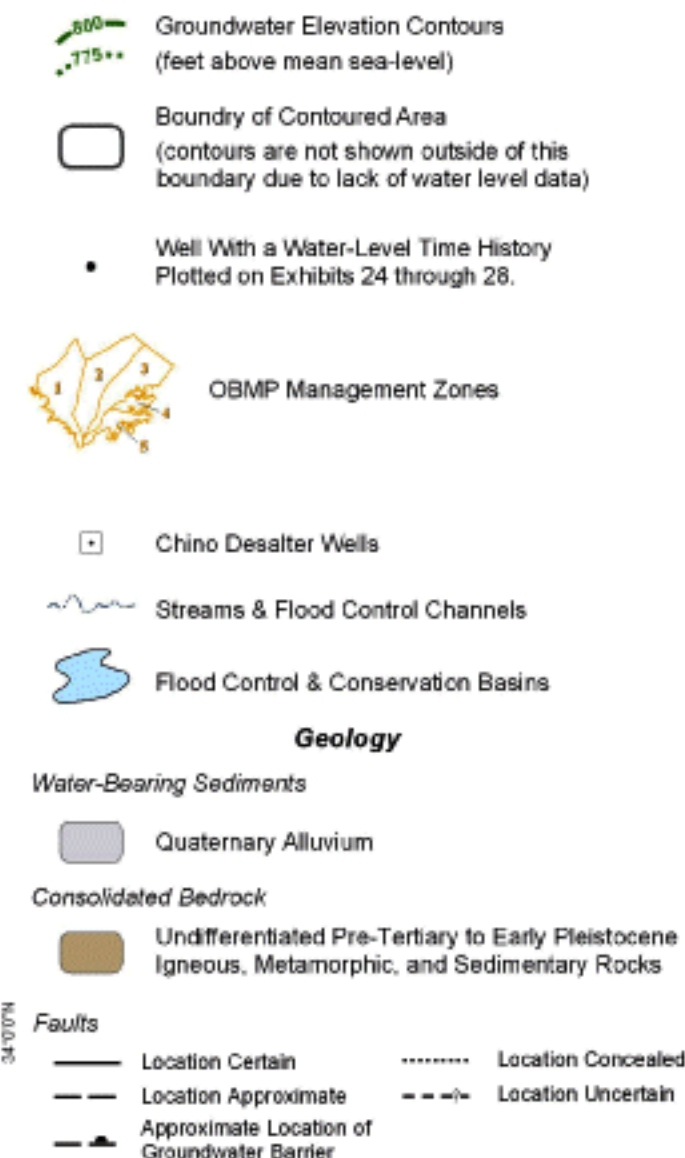 800
775
Groundwater Elevation Contours
(feet above mean sea-level)
Boundry of Contoured Area
(contours are not shown outside of this
boundary due to lack of water level data)
Well With a Water-Level Time History
Plotted on Exhibits 24 through 28.
1 2 3
4
5
OBMP Management Zones
Chino Desalter Wells
Streams & Flood Control Channels
Flood Control & Conservation Basins
Geology
Water-Bearing Sediments
Quaternary Alluvium
Consolidated Bedrock
Undifferentiated Pre-Tertiary to Early Pleistocene
Igneous, Metamorphic, and Sedimentary Rocks
34°0'0"N
Faults
Location Certain
Location Concealed
Location Approximate
Location Uncertain
?
Approximate Location of
Groundwater Barrier